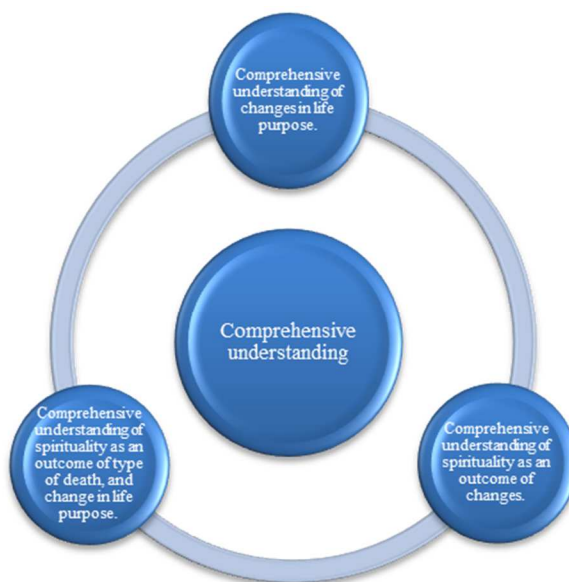 Comprehensive
understanding of
changes in life
purpose.
Comprehensive
understanding
Comprehensive
understanding of
spirituality as an
outcome of type
of death, and
change in life
purpose.
Comprehensive
understanding of
spirituality as an
outcome of
changes.